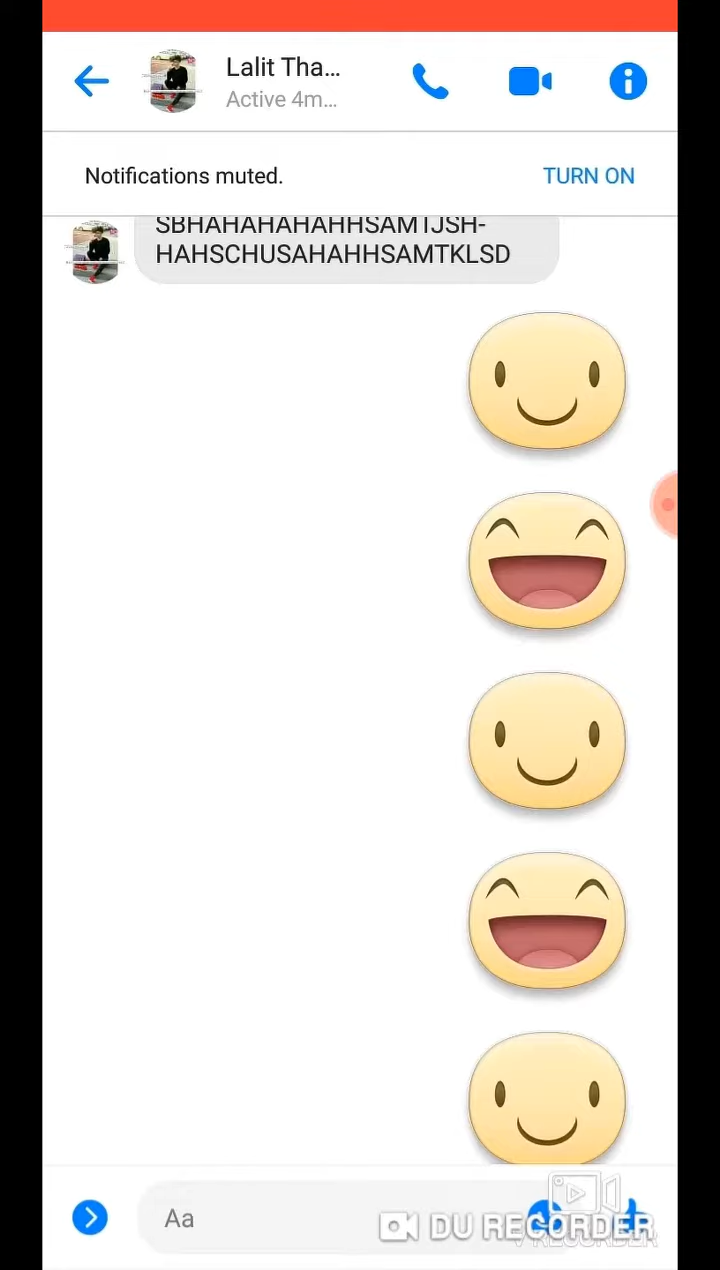 Lalit Tha...
Active 4m...
Notifications muted.
TURN ON
SBHAHAHAHAHHSAMTJSH-
HAHSCHUSAHAHHSAMTKLSD
Aa
DU RECORDER